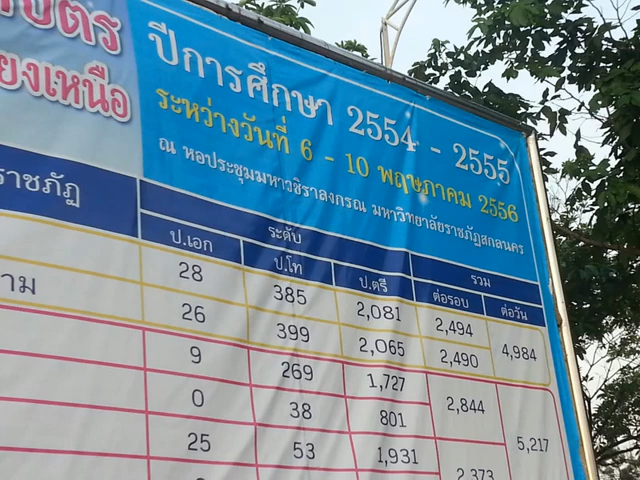 บัตร
ยงเหนือ
ปีการศึกษา 2554 - 2555
ระหว่างวันที่ 6 - 10 พฤษภาคม 2556
ณ หอประชุมมหาวชิราลงกรณ มหาวิทยาลัยราชภัฏสกลนคร
ราชภัฏ ระดับ รวม
ป.เอก ป.โท ป.ตรี ต่อรอบ ต่อวัน
28 385 2,081 2,494 4,984
าม 26 399 2,065 2,490
9 269 1,727 2,844 5,217
0 38 801
25 53 1,931 2,373